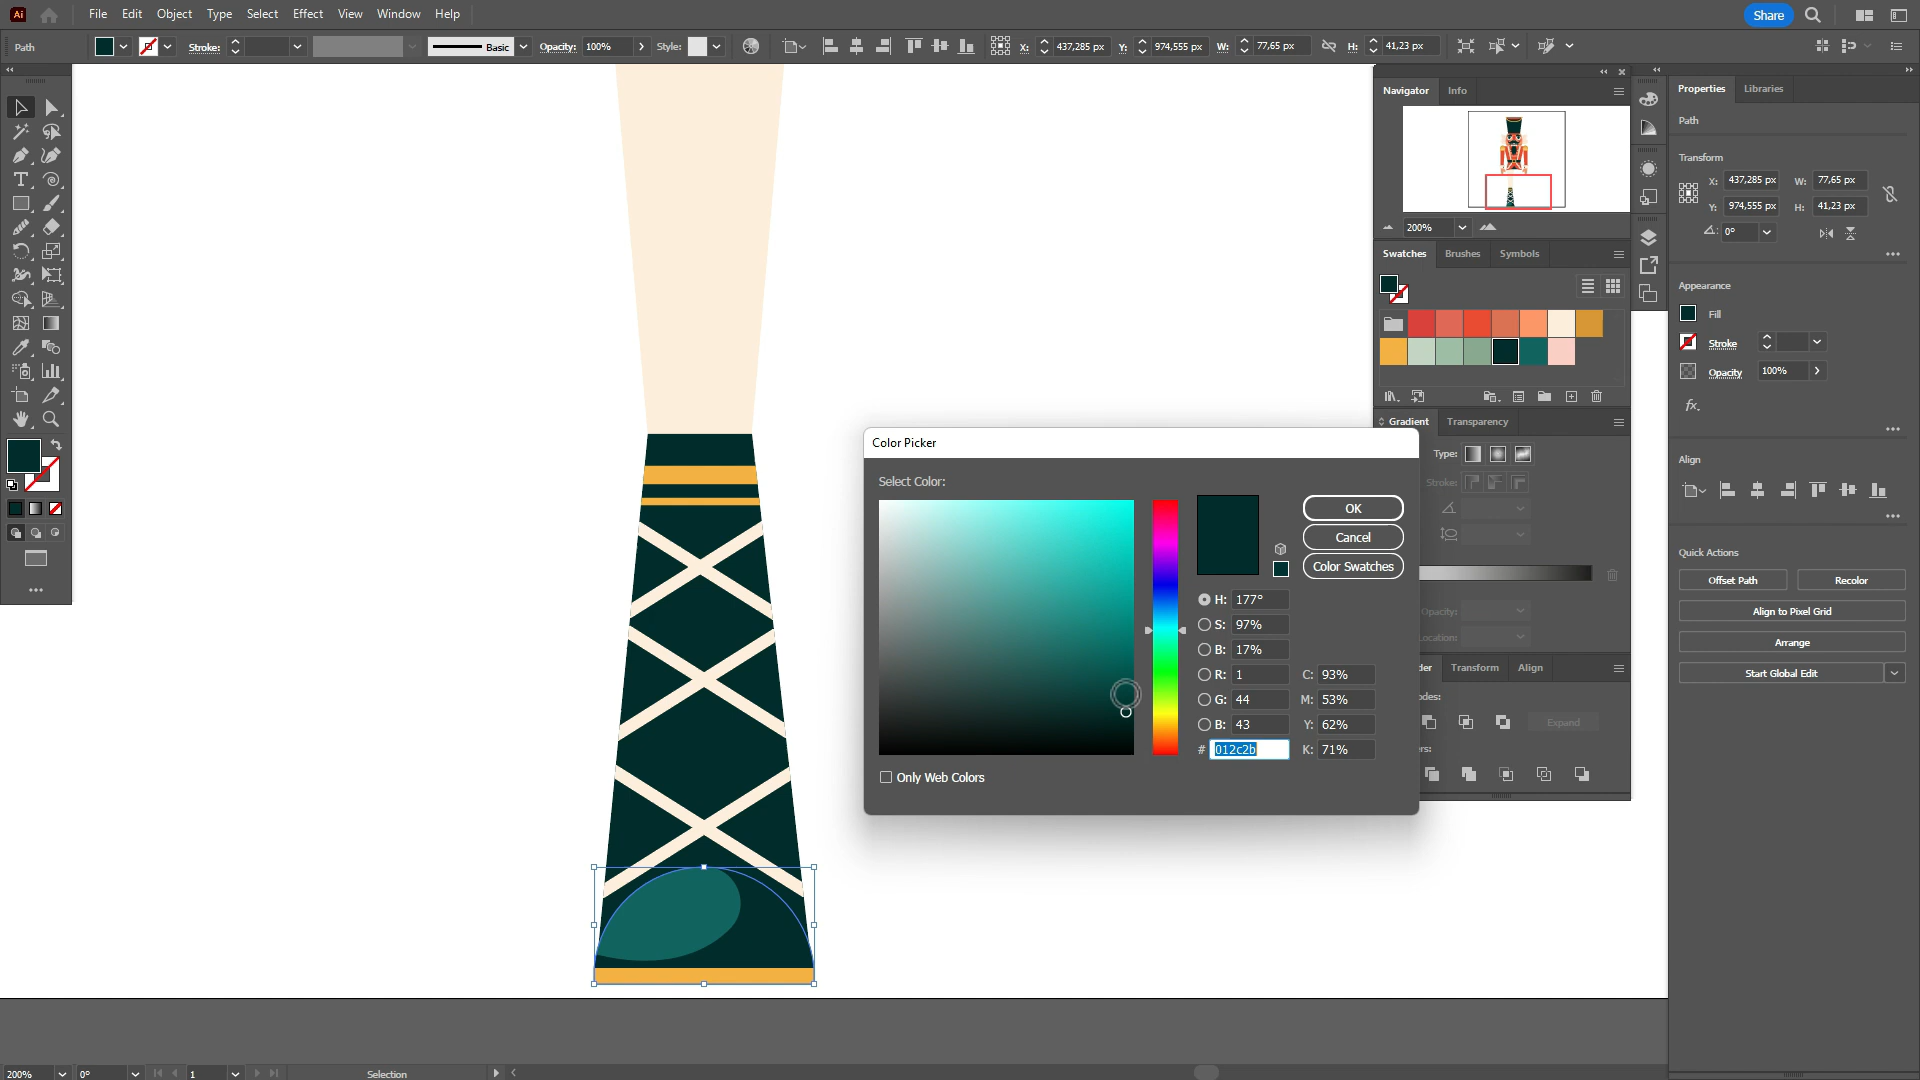 Ai File Edit Object Type Select Effect View Window Help Share
Path Stroke: Basic Opacity: 100% Style: X: 437,285 px Y: 974,555 px W: 77,65 px H: 41,23 px
Navigator Info
200%
Swatches Brushes Symbols
Gradient Transparency
Type:
Stroke:
Opacity:
Location:
Transform Align
Expand
Color Picker
Select Color:
OK
Cancel
Color Swatches
H: 177°
S: 97%
B: 17%
R: 1 C: 93%
G: 44 M: 53%
B: 43 Y: 62%
# 012c2b K: 71%
Only Web Colors
Properties Libraries
Path
Transform
X: 437,285 px W: 77,65 px
Y: 974,555 px H: 41,23 px
0°
Appearance
Fill
Stroke
Opacity 100%
fx.
Align
Quick Actions
Offset Path Recolor
Align to Pixel Grid
Arrange
Start Global Edit
200% 0° 1 Selection